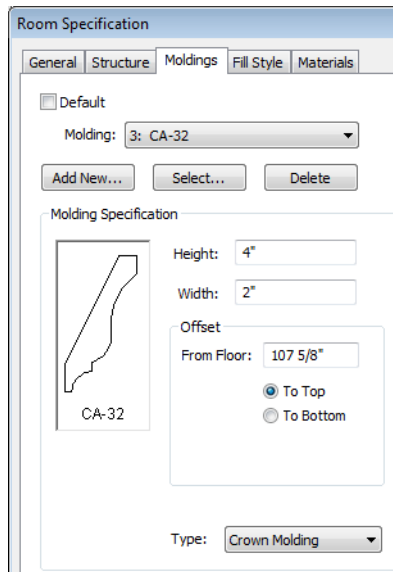 Room Specification
General Structure Moldings Fill Style Materials
Default
Molding: 3: CA-32
Add New... Select... Delete
Molding Specification
Height: 4"
Width: 2"
Offset
From Floor: 107 5/8"
To Top
To Bottom
CA-32
Type: Crown Molding